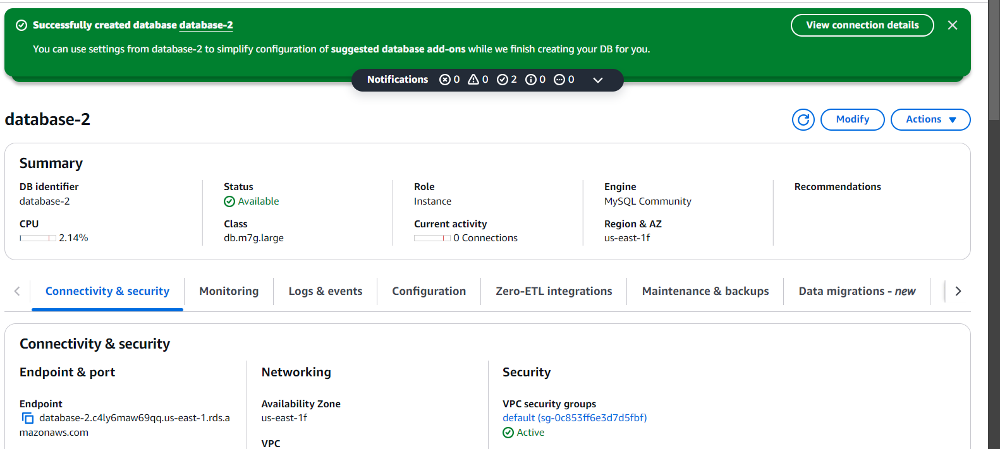 Successfully created database database-2
View connection details
You can use settings from database-2 to simplify configuration of suggested database add-ons while we finish creating your DB for you.
Notifications 0 0 2 0 0
database-2
Modify
Actions
Summary
DB identifier
database-2
Status
Available
Role
Instance
Engine
MySQL Community
Recommendations
CPU
2.14%
Class
db.m7g.large
Current activity
0 Connections
Region & AZ
us-east-1f
Connectivity & security
Monitoring
Logs & events
Configuration
Zero-ETL integrations
Maintenance & backups
Data migrations - new
Connectivity & security
Endpoint & port
Endpoint
database-2.c4ly6maw69qq.us-east-1.rds.a
mazonaws.com
Networking
Availability Zone
us-east-1f
VPC
Security
VPC security groups
default (sg-0c853ff6e3d7d5fbf)
Active